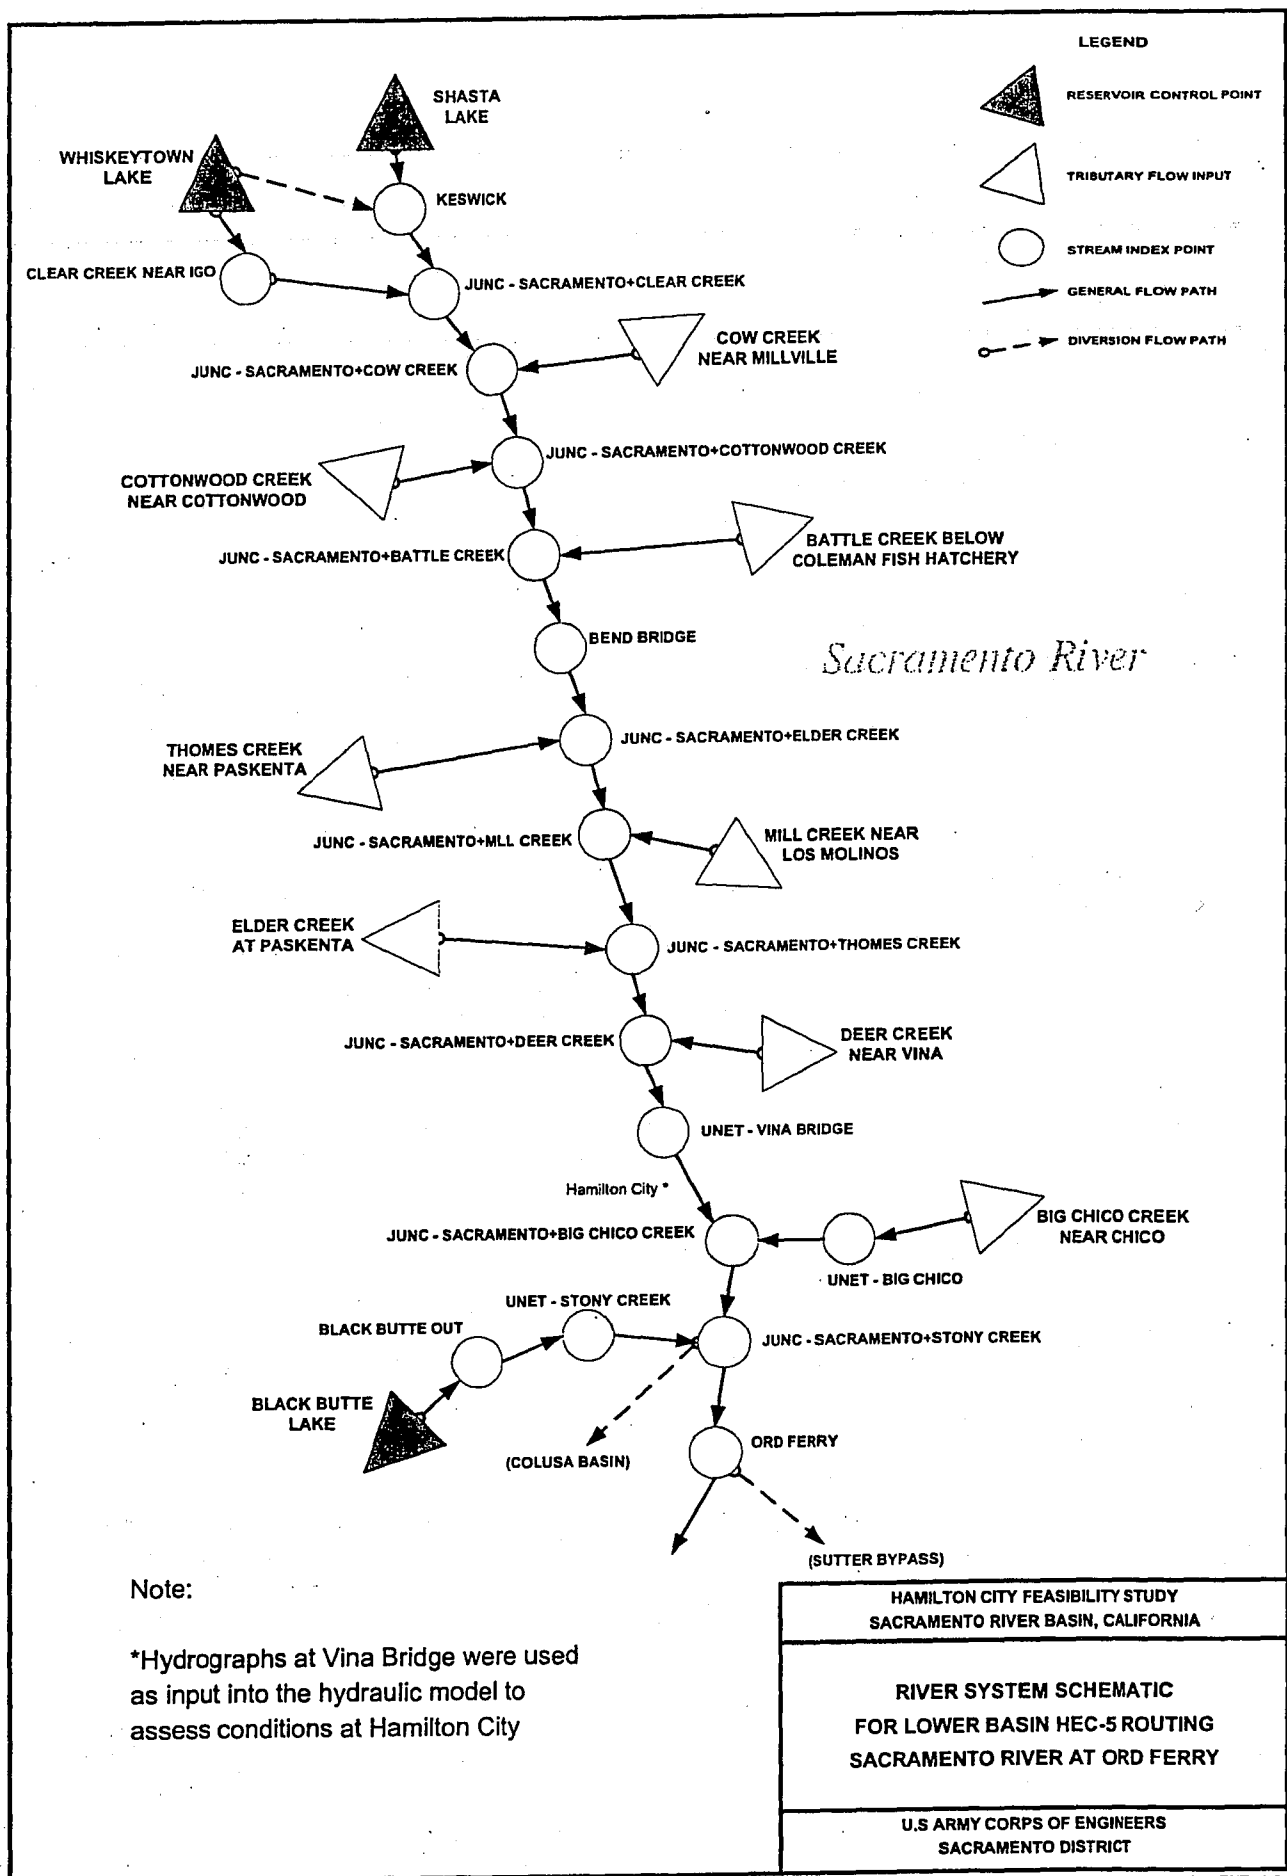 LEGEND
RESERVOIR CONTROL POINT
TRIBUTARY FLOW INPUT
STREAM INDEX POINT
GENERAL FLOW PATH
DIVERSION FLOW PATH
SHASTA
LAKE
WHISKEYTOWN
LAKE
KESWICK
CLEAR CREEK NEAR IGO
JUNC - SACRAMENTO+CLEAR CREEK
COW CREEK
NEAR MILLVILLE
JUNC - SACRAMENTO+COW CREEK
JUNC - SACRAMENTO+COTTONWOOD CREEK
COTTONWOOD CREEK
NEAR COTTONWOOD
JUNC - SACRAMENTO+BATTLE CREEK
BATTLE CREEK BELOW
COLEMAN FISH HATCHERY
BEND BRIDGE
Sacramento River
JUNC - SACRAMENTO+ELDER CREEK
THOMES CREEK
NEAR PASKENTA
JUNC - SACRAMENTO+MLL CREEK
MILL CREEK NEAR
LOS MOLINOS
ELDER CREEK
AT PASKENTA
JUNC - SACRAMENTO+THOMES CREEK
JUNC - SACRAMENTO+DEER CREEK
DEER CREEK
NEAR VINA
UNET - VINA BRIDGE
Hamilton City *
JUNC - SACRAMENTO+BIG CHICO CREEK
BIG CHICO CREEK
NEAR CHICO
UNET - BIG CHICO
UNET - STONY CREEK
BLACK BUTTE OUT
JUNC - SACRAMENTO+STONY CREEK
BLACK BUTTE
LAKE
(COLUSA BASIN)
ORD FERRY
(SUTTER BYPASS)
Note:
*Hydrographs at Vina Bridge were used
as input into the hydraulic model to
assess conditions at Hamilton City
HAMILTON CITY FEASIBILITY STUDY
SACRAMENTO RIVER BASIN, CALIFORNIA
RIVER SYSTEM SCHEMATIC
FOR LOWER BASIN HEC-5 ROUTING
SACRAMENTO RIVER AT ORD FERRY
U.S ARMY CORPS OF ENGINEERS
SACRAMENTO DISTRICT